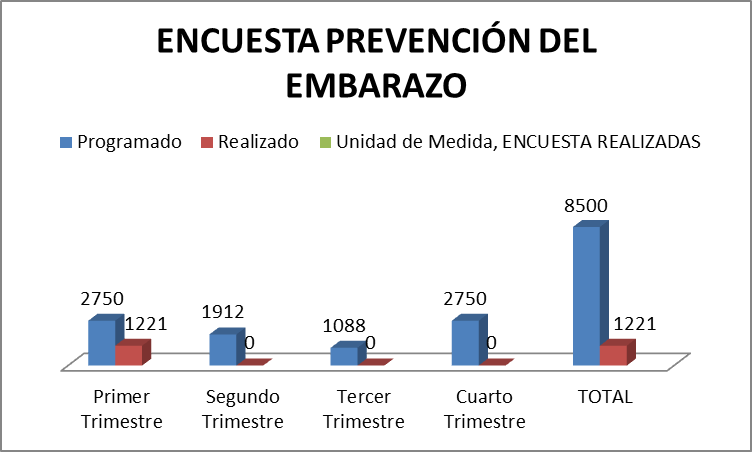 ENCUESTA PREVENCIÓN DEL
EMBARAZO
Programado Realizado Unidad de Medida, ENCUESTA REALIZADAS
8500
2750 1912 1088 2750
1221 0 0 0 1221
Primer Segundo Tercer Cuarto TOTAL
Trimestre Trimestre Trimestre Trimestre